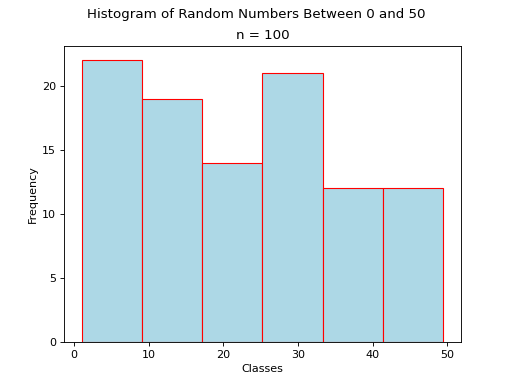 Histogram of Random Numbers Between 0 and 50
n = 100
20
15
10
5
0
Frequency
0 10 20 30 40 50
Classes